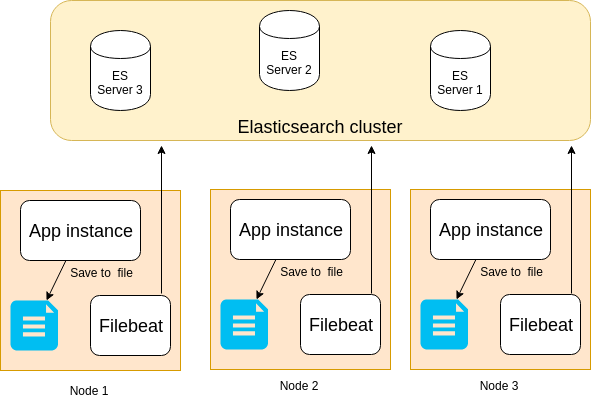 ES
Server 3
ES
Server 2
ES
Server 1
Elasticsearch cluster
App instance
Save to file
Filebeat
Node 1
App instance
Save to file
Filebeat
Node 2
App instance
Save to file
Filebeat
Node 3